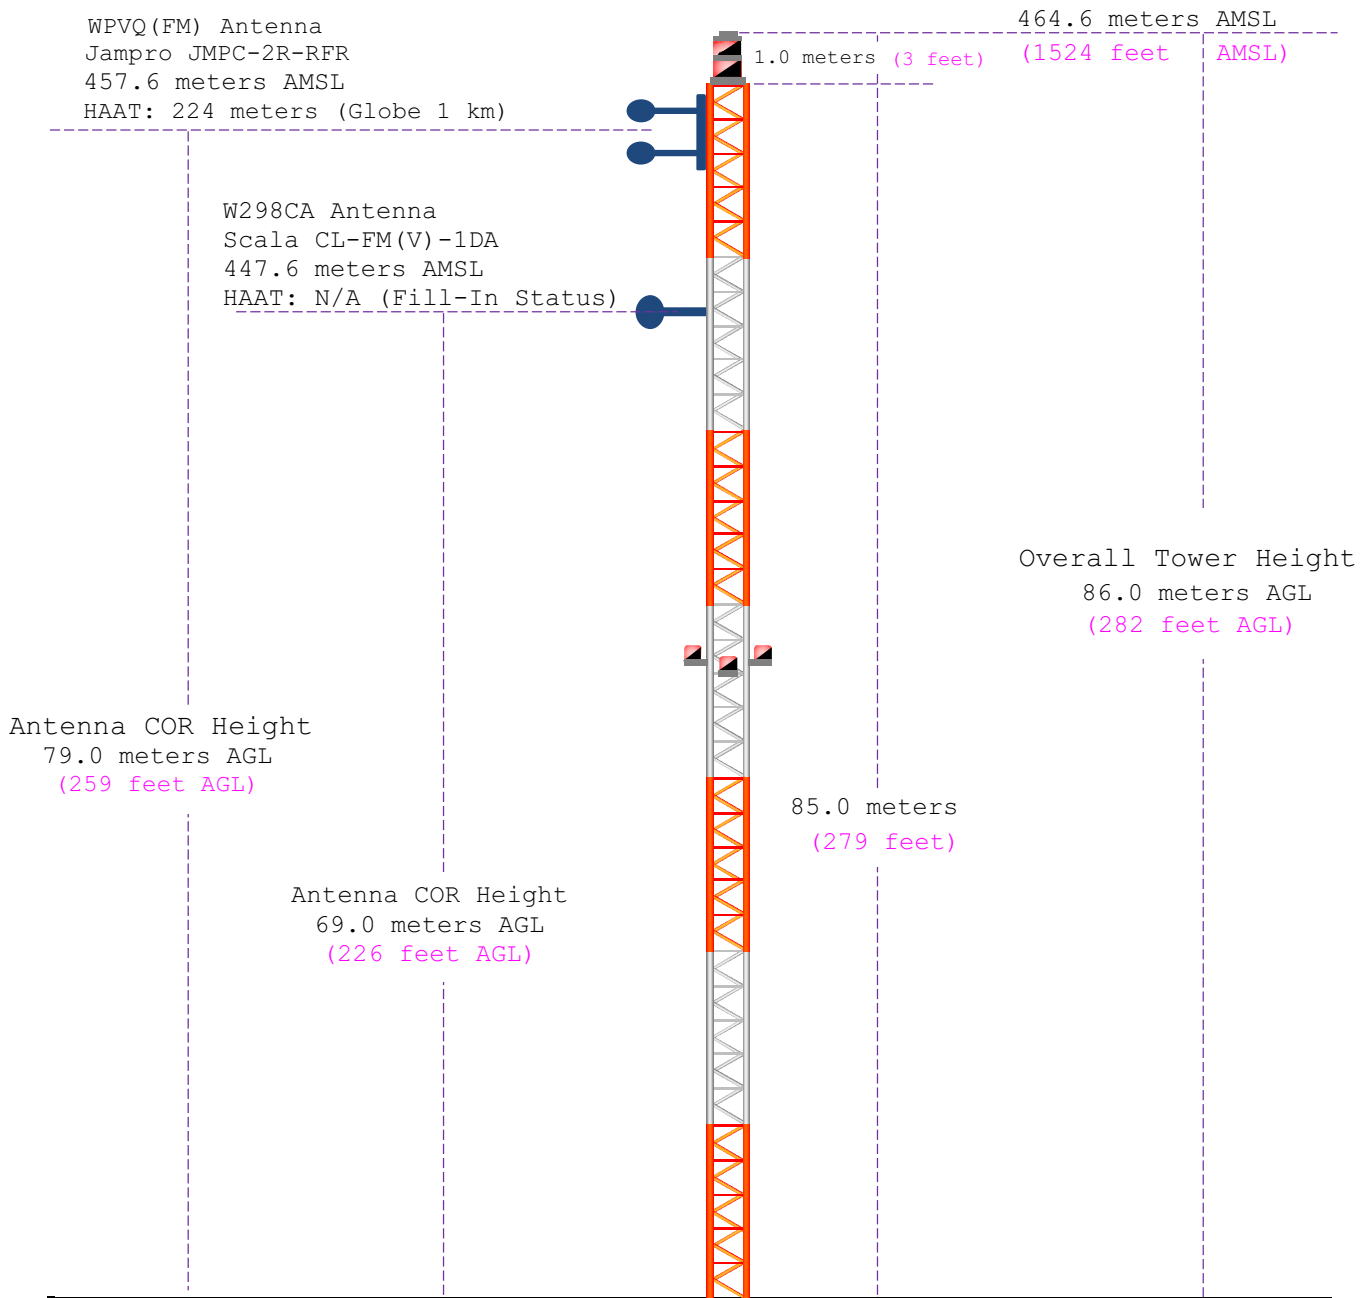 WPVQ(FM) Antenna
Jampro JMPC-2R-RFR
457.6 meters AMSL
HAAT: 224 meters (Globe 1 km)
464.6 meters AMSL
(1524 feet AMSL)
1.0 meters (3 feet)
W298CA Antenna
Scala CL-FM(V)-1DA
447.6 meters AMSL
HAAT: N/A (Fill-In Status)
Overall Tower Height
86.0 meters AGL
(282 feet AGL)
Antenna COR Height
79.0 meters AGL
(259 feet AGL)
85.0 meters
(279 feet)
Antenna COR Height
69.0 meters AGL
(226 feet AGL)